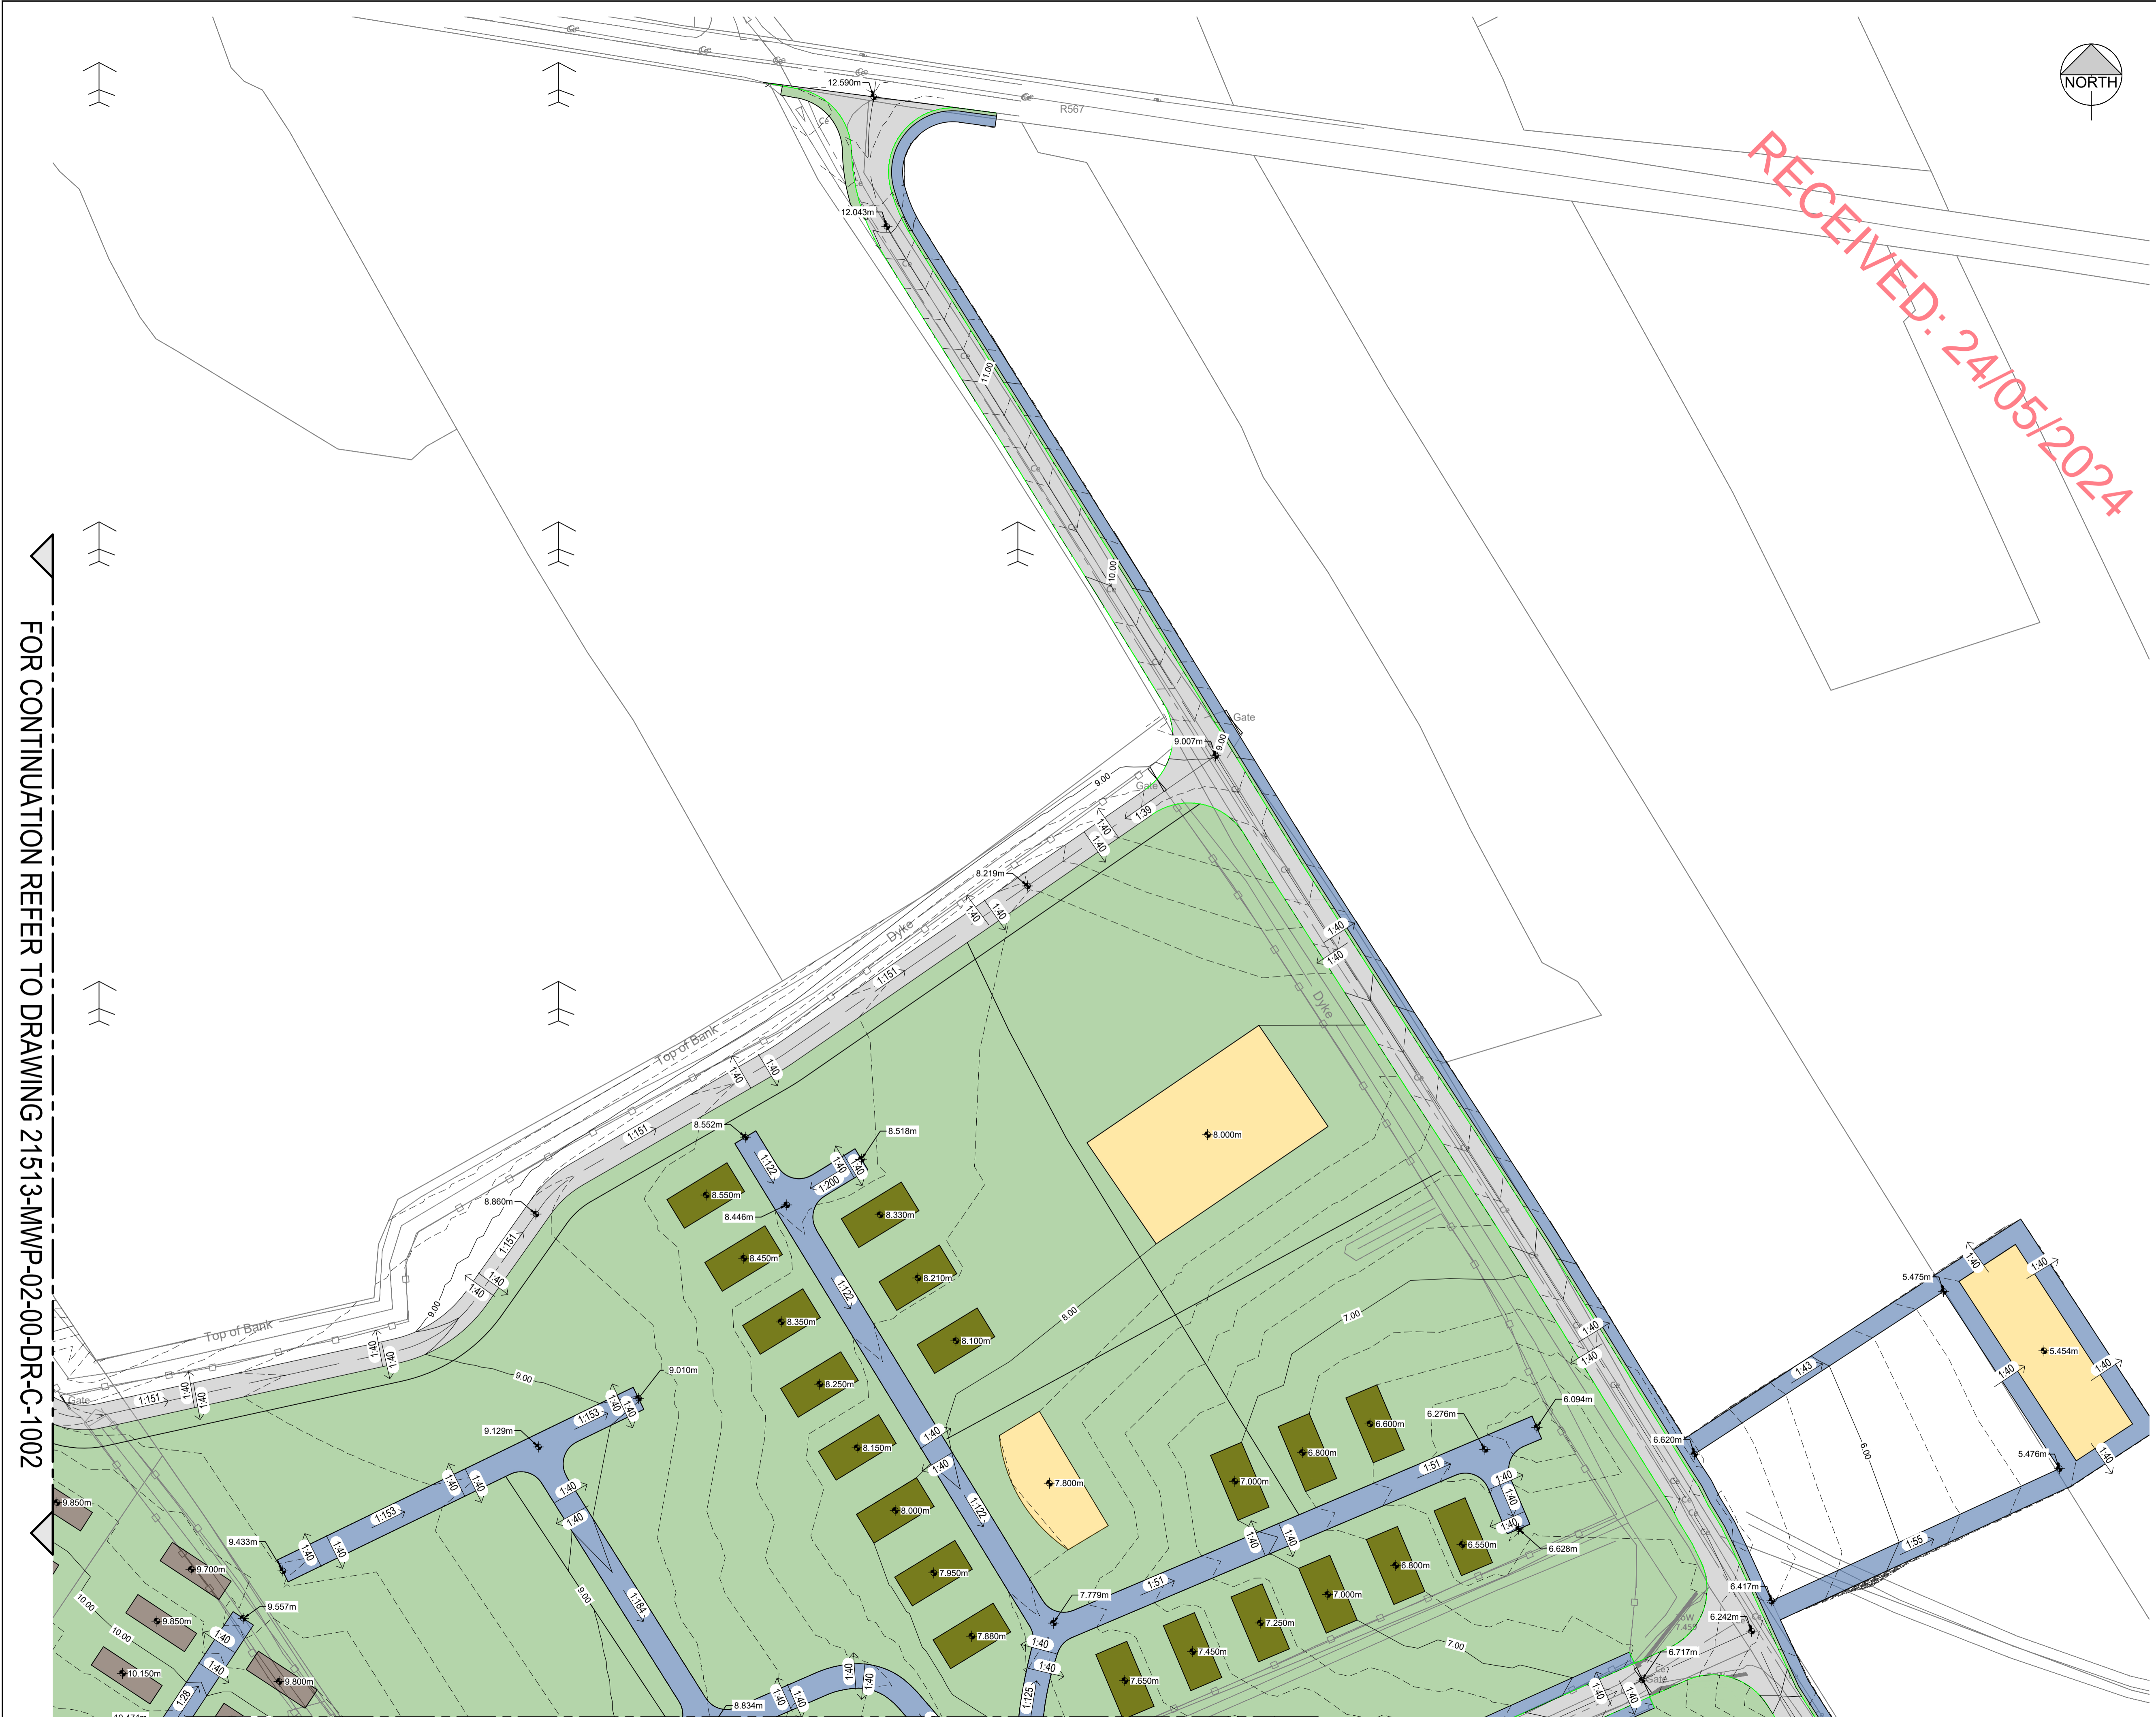 12.590m
R567
NORTH
RECEIVED: 24/05/2024
12.043m
11.00
10.00
Gate
9.007m
9.00
9.00
Gate
1:39
1:40
1:40
8.219m
1:40
1:40
Dyke
1:151
1:40
1:40
Dyke
Top of Bank
1:40
1:40
1:151
8.552m
8.518m
1:122
1:40
1:40
1:200
8.000m
8.550m
8.446m
8.330m
8.860m
1:151
8.450m
8.210m
1:122
1:40
1:40
9.00
8.350m
8.100m
8.00
7.00
1:40
1:40
5.475m
1:40
1:40
5.454m
1:43
1:40
1:40
Top of Bank
1:40
1:40
1:151
1:40
1:40
Gate
9.00
9.010m
8.250m
1:40
1:40
1:153
9.129m
1:40
1:40
8.150m
7.800m
6.600m
6.800m
7.000m
6.276m
6.094m
1:51
6.620m
6.00
5.476m
1:40
FOR CONTINUATION REFER TO DRAWING 21513-MWP-02-00-DR-C-1002
9.850m
1:40
1:40
1:153
1:40
1:40
8.000m
1:122
1:40
1:40
1:40
1:40
1:40
6.628m
6.550m
1:55
9.433m
1:40
1:40
9.700m
7.950m
6.800m
7.000m
1:51
6.417m
9.557m
10.00
9.00
1:184
7.779m
7.250m
6.242m
9.850m
10.00
1:40
1:40
7.880m
1:40
1:40
7.450m
7.00
6.717m
Gate
10.150m
9.800m
1:28
1:40
1:40
1:40
1:40
8.834m
1:125
7.650m
1:40
1:40